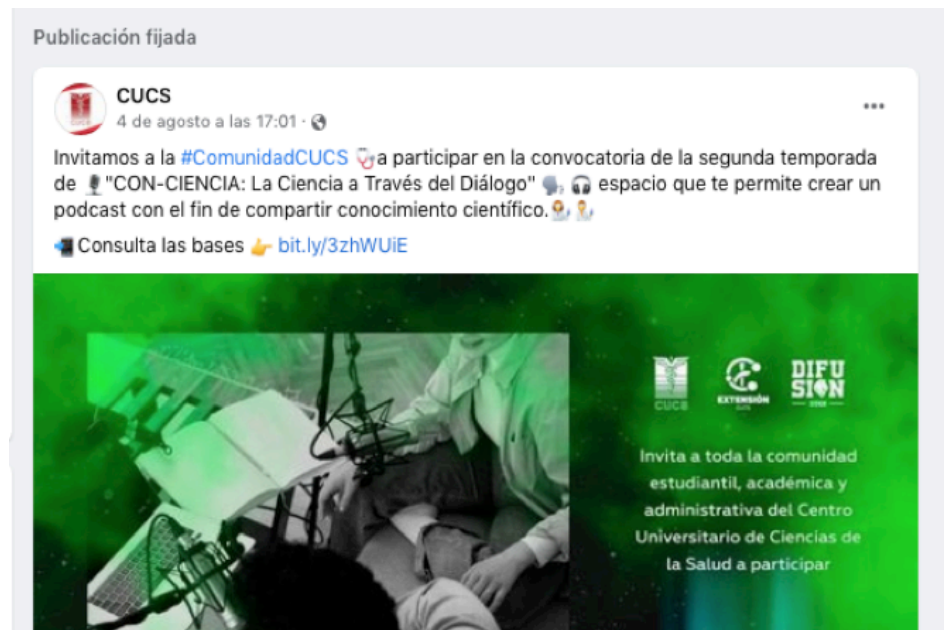 Publicación fijada
CUCS
4 de agosto a las 17:01 ·
Invitamos a la #ComunidadCUCS 🩺a participar en la convocatoria de la segunda temporada
de 🎙"CON-CIENCIA: La Ciencia a Través del Diálogo" 🗣 🎧 espacio que te permite crear un
podcast con el fin de compartir conocimiento científico.
📲Consulta las bases 👉 bit.ly/3zhWUiE
CUCS
EXTENSIÓN
DIFU
SIÓN
Invita a toda la comunidad
estudiantil, académica y
administrativa del Centro
Universitario de Ciencias de
la Salud a participar